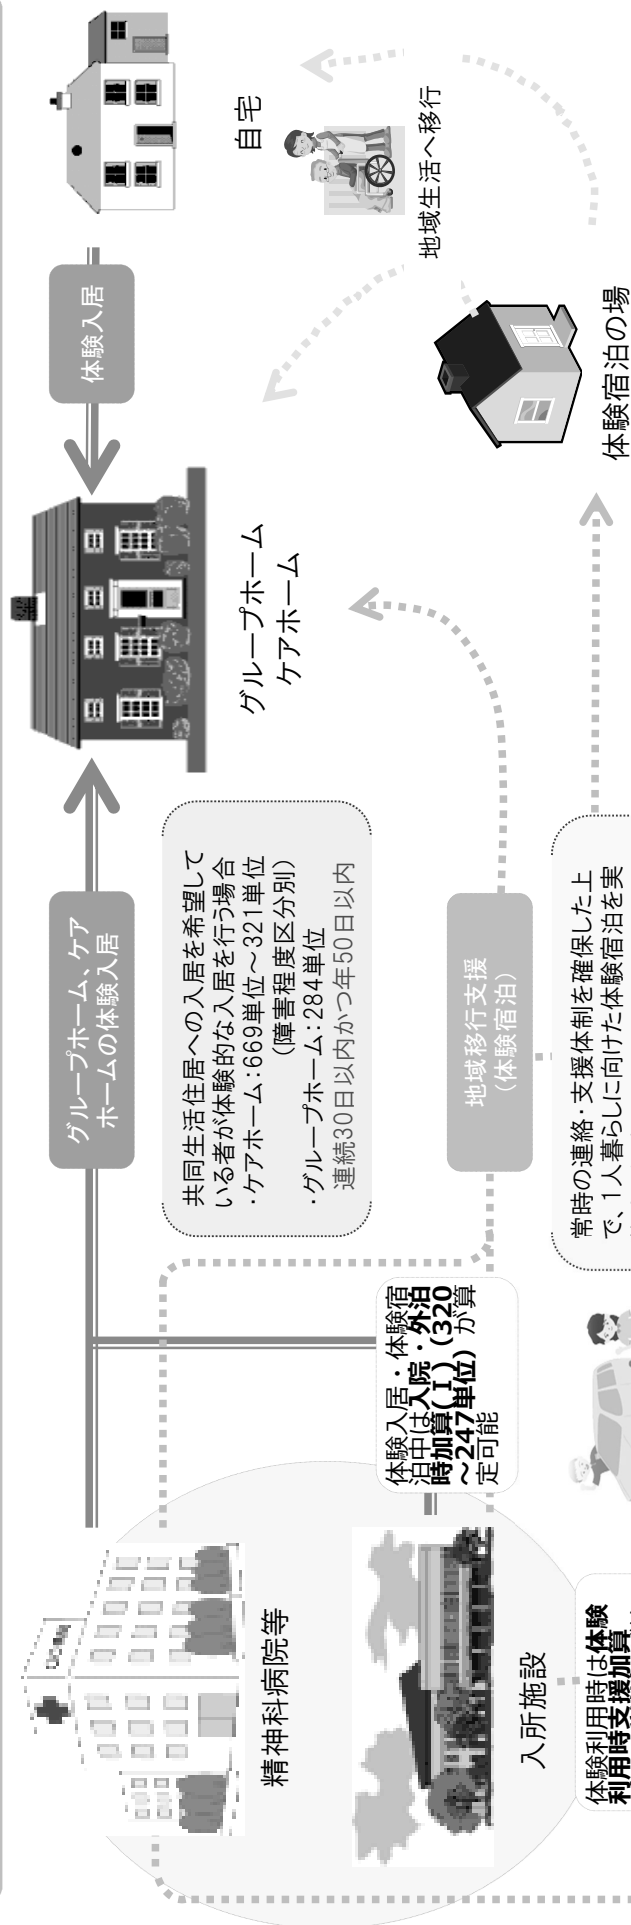 グループホーム、ケア
ホームの体験入居
体験入居
自宅
グループホーム
ケアホーム
共同生活住居への入居を希望して
いる者が体験的な入居を行う場合
・ケアホーム:669単位~321単位
(障害程度区分別)
・グループホーム:284単位
連続30日以内かつ年50日以内
精神科病院等
体験入居・体験宿
泊中は入院・外泊
時加算(Ⅰ)(320
~247単位)が算
定可能
地域移行支援
(体験宿泊)
地域生活へ移行
入所施設
常時の連絡・支援体制を確保した上
で、1人暮らしに向けた体験宿泊を実
体験宿泊の場
体験利用時は体験
利用時支援加算